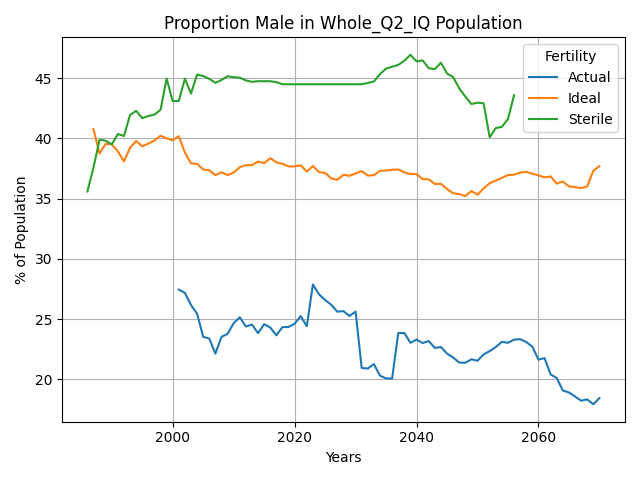 Proportion Male in Whole_Q2_IQ Population
Fertility
Actual
Ideal
Sterile
% of Population
45
40
35
30
25
20
2000
2020
2040
2060
Years